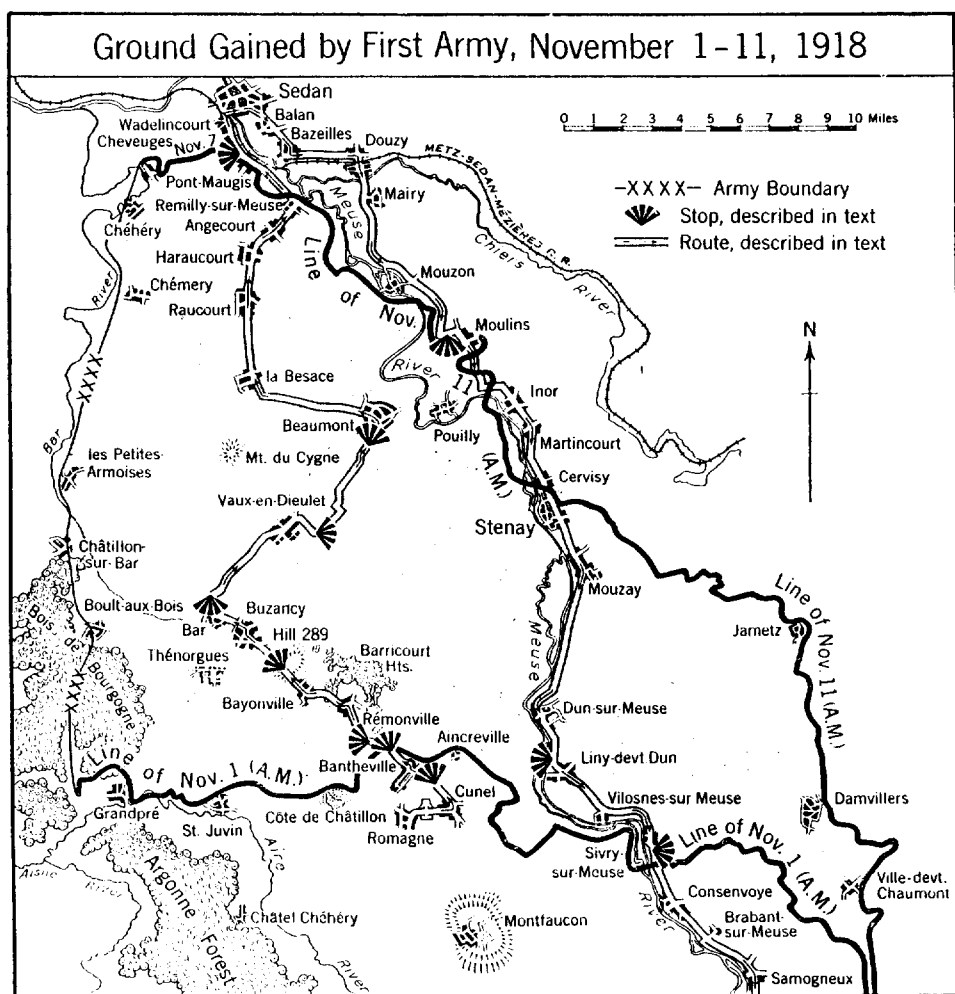 Ground Gained by First Army, November 1-11, 1918
Sedan
Balan
Wadelincourt
Bazeilles
Cheveuges
Nov. 7
Douzy
0 1 2 3 4 5 6 7 8 9 10 Miles
METZ-SEDAN-MÉZIÈRES R.R.
Pont-Maugis
Meuse
Mairy
Remilly-sur-Meuse
Chéhéry
Angecourt
Haraucourt
Chiers
River
-XXXX- Army Boundary
Stop, described in text
Route, described in text
Line of Nov. 11 (A.M.)
Mouzon
River
Chémery
Raucourt
Moulins
N
River
XXXX
la Besace
Inor
Beaumont
Pouilly
Martincourt
Bar
Mt. du Cygne
les Petites-
Armoises
Cervisy
Vaux-en-Dieulet
Stenay
Châtillon-
sur-Bar
Mouzay
Line of Nov. 11 (A.M.)
Boult-aux-Bois
Buzancy
Meuse
Jarnetz
Bar
Hill 289
Bois de Bourgogne
Thénorgues
Barricourt
Hts.
XXXX
Bayonville
Dun-sur-Meuse
Rémonville
Aincreville
Liny-devt Dun
Line of Nov. 1 (A.M.)
Bantheville
Cunel
Vilosnes-sur Meuse
Damvillers
Grandpré
St. Juvin
Côte de Châtillon
Romagne
Line of Nov. 1 (A.M.)
Sivry-
sur-Meuse
Aisne
River
Aire
Argonne
Forest
Ville-devt.
Chaumont
Consenvoye
Châtel Chéhéry
Montfaucon
River
Brabant
sur-Meuse
River
Samogneux